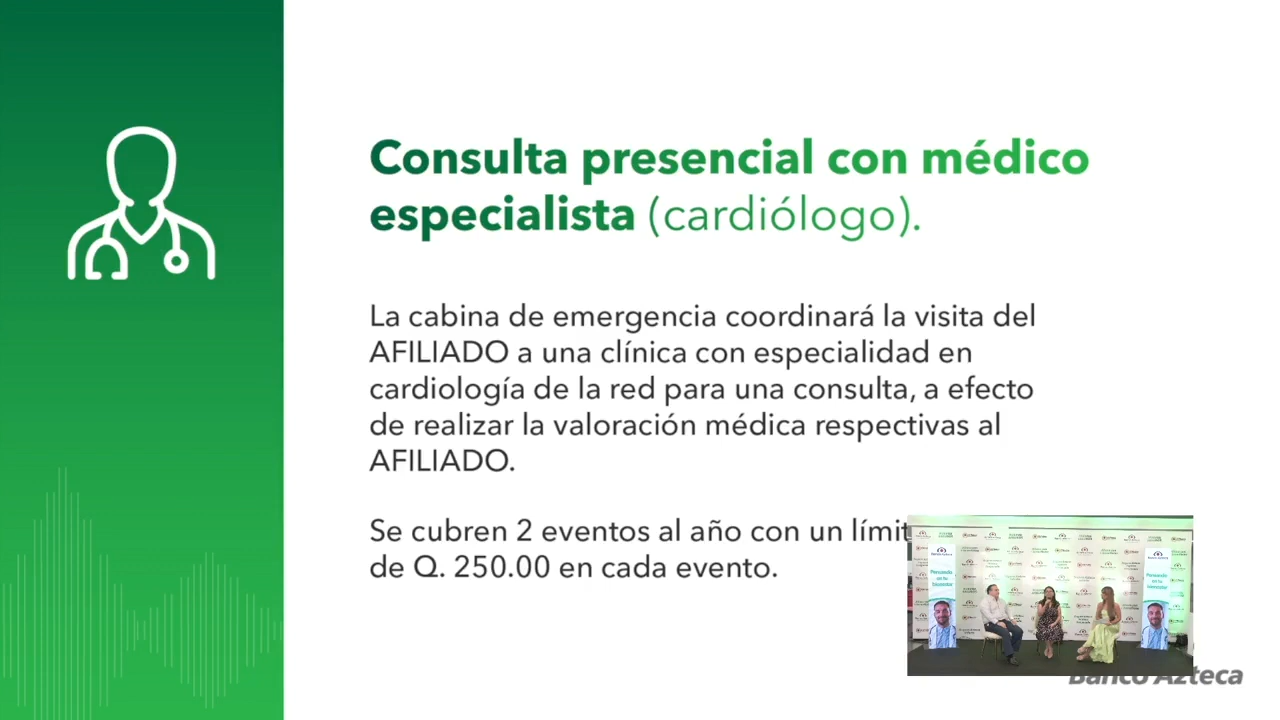 Consulta presencial con médico
especialista (cardiólogo).
La cabina de emergencia coordinará la visita del
AFILIADO a una clínica con especialidad en
cardiología de la red para una consulta, a efecto
de realizar la valoración médica respectivas al
AFILIADO.
Se cubren 2 eventos al año con un límit
de Q. 250.00 en cada evento.
Banco Azteca